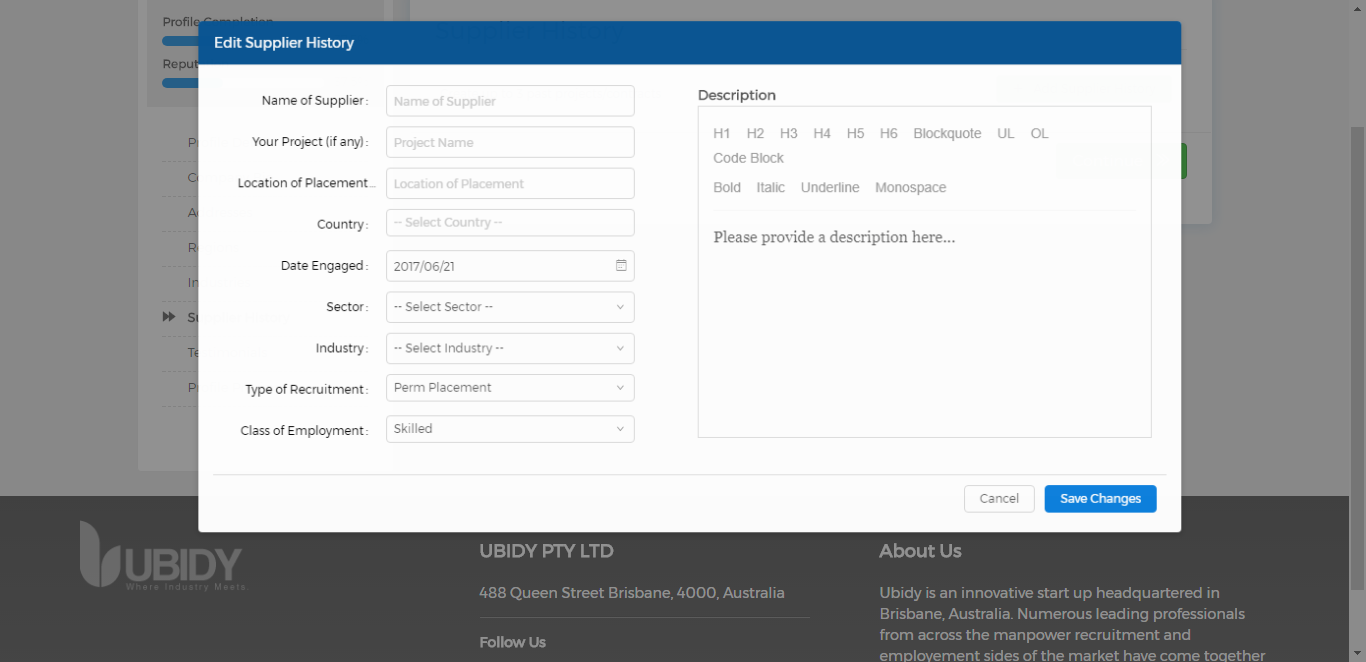 Profile Completion
Edit Supplier History
Name of Supplier :
Name of Supplier
Your Project (if any) :
Project Name
Location of Placement...
Location of Placement
Country :
-- Select Country --
Date Engaged :
2017/06/21
Sector :
-- Select Sector --
Industry :
-- Select Industry --
Type of Recruitment :
Perm Placement
Class of Employment :
Skilled
Description
H1 H2 H3 H4 H5 H6 Blockquote UL OL
Code Block
Bold Italic Underline Monospace
Please provide a description here...
Cancel
Save Changes
UBIDY
Where Industry Meets
UBIDY PTY LTD
488 Queen Street Brisbane, 4000, Australia
Follow Us
About Us
Ubidy is an innovative start up headquartered in
Brisbane, Australia. Numerous leading professionals
from across the manpower recruitment and
employement sides of the market have come together